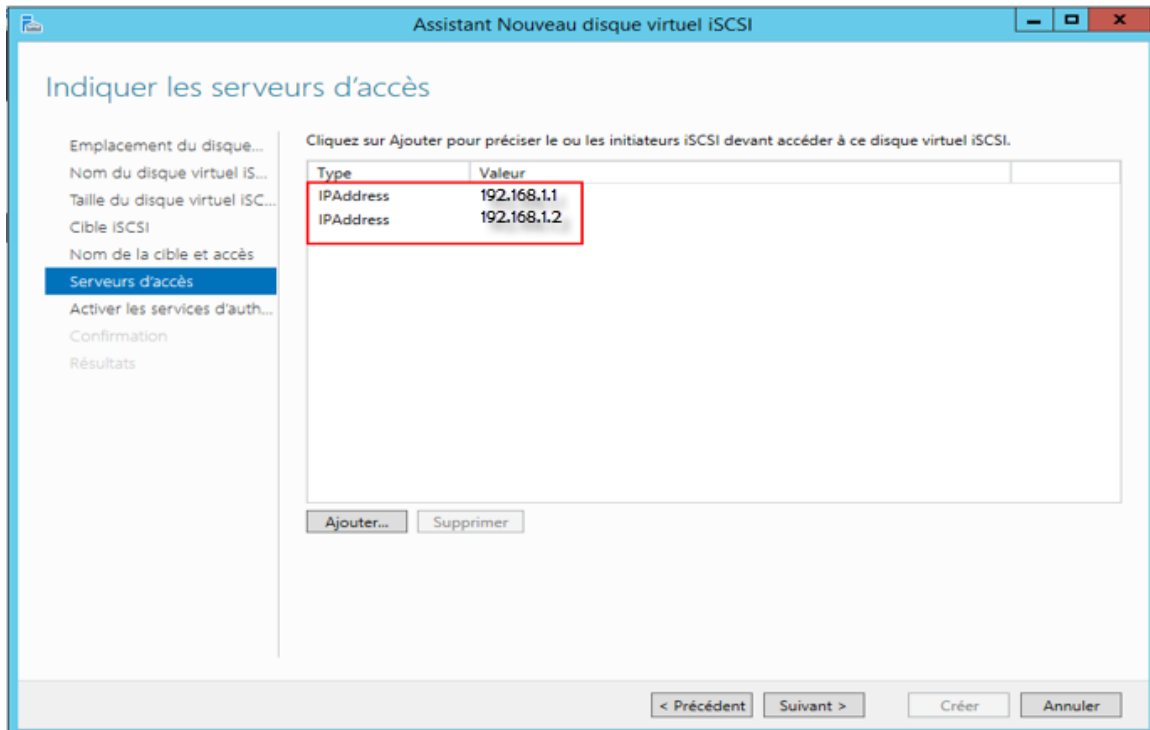 Assistant Nouveau disque virtuel iSCSI
Indiquer les serveurs d'accès
Emplacement du disque...
Nom du disque virtuel iS...
Taille du disque virtuel iSC...
Cible iSCSI
Nom de la cible et accès
Serveurs d'accès
Activer les services d'auth...
Confirmation
Résultats
Cliquez sur Ajouter pour préciser le ou les initiateurs iSCSI devant accéder à ce disque virtuel iSCSI.
Type Valeur
IPAddress 192.168.1.1
IPAddress 192.168.1.2
Ajouter... Supprimer
< Précédent Suivant > Créer Annuler